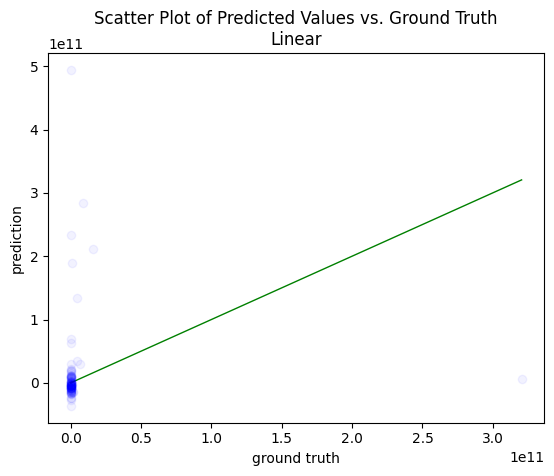 Scatter Plot of Predicted Values vs. Ground Truth
Linear
1e11
5
4
3
2
1
0
prediction
0.0 0.5 1.0 1.5 2.0 2.5 3.0
ground truth
1e11